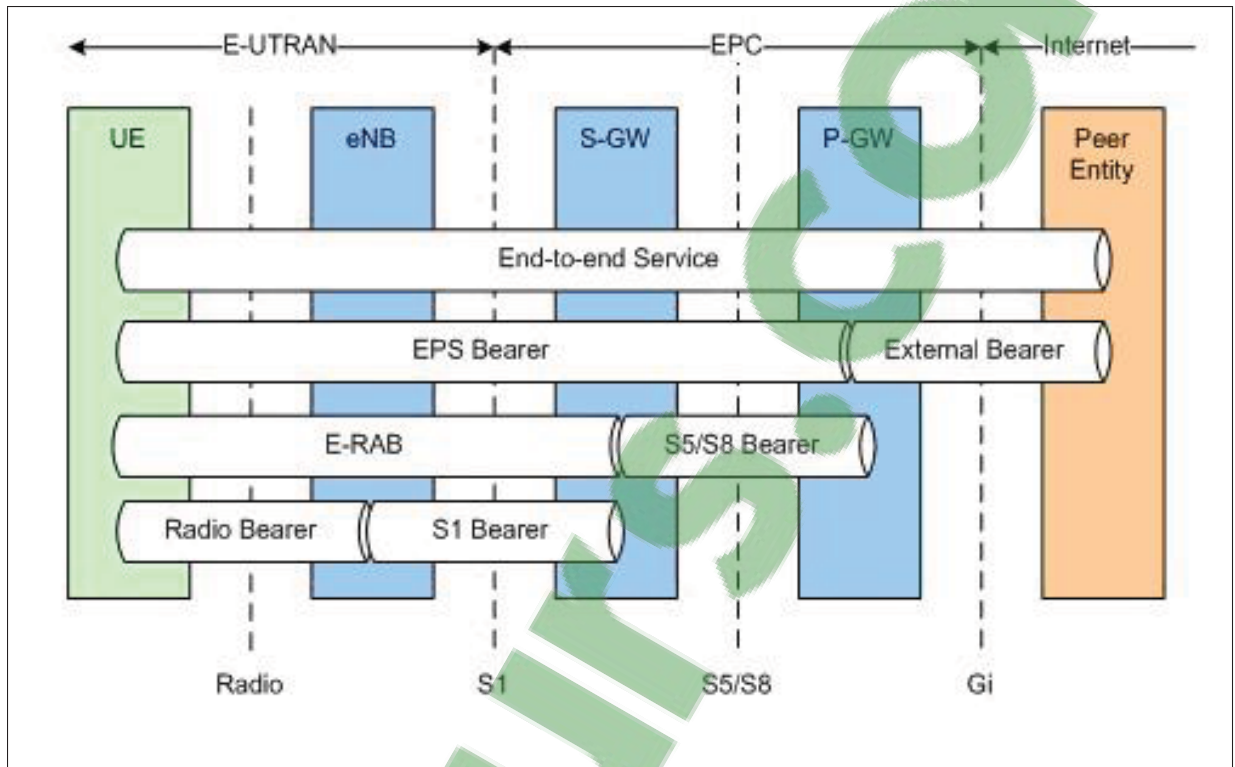 E-UTRAN EPC Internet
UE eNB S-GW P-GW Peer
Entity
End-to-end Service
EPS Bearer External Bearer
E-RAB S5/S8 Bearer
Radio Bearer S1 Bearer
Radio S1 S5/S8 Gi